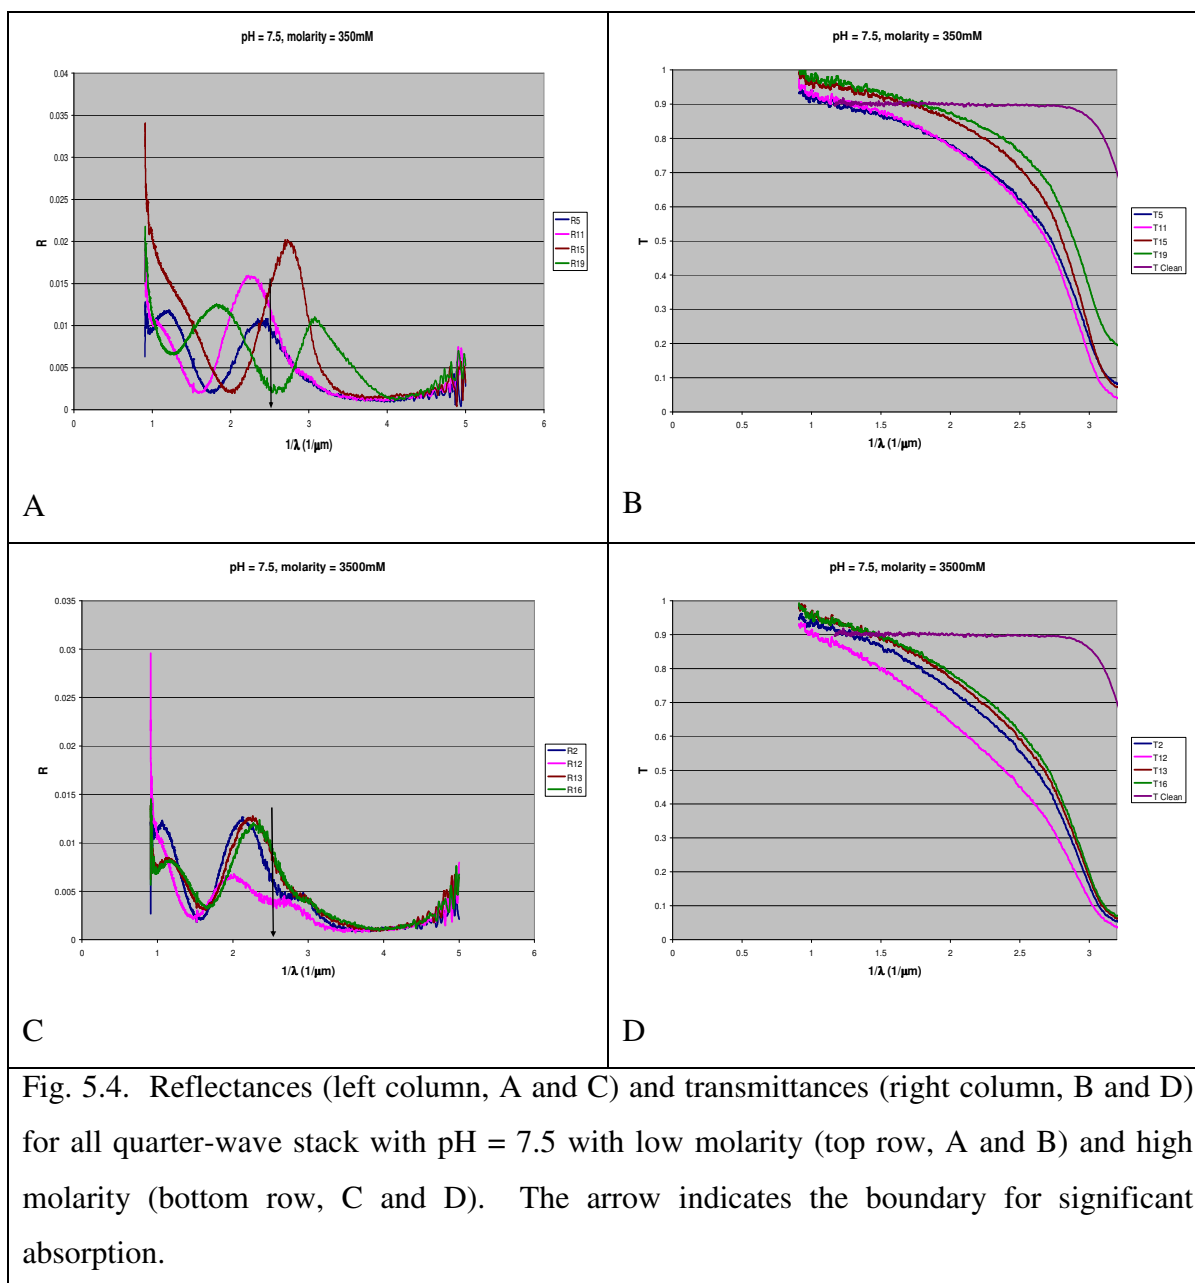 pH = 7.5, molarity = 350mM
R
0.04
0.035
0.03
0.025
0.02
0.015
0.01
0.005
0
0 1 2 3 4 5 6
1/λ (1/µm)
R5
R11
R15
R19
A
pH = 7.5, molarity = 350mM
T
1
0.9
0.8
0.7
0.6
0.5
0.4
0.3
0.2
0.1
0
0 0.5 1 1.5 2 2.5 3
1/λ (1/µm)
T5
T11
T15
T19
T Clean
B
pH = 7.5, molarity = 3500mM
R
0.035
0.03
0.025
0.02
0.015
0.01
0.005
0
0 1 2 3 4 5 6
1/λ (1/µm)
R2
R12
R13
R16
C
pH = 7.5, molarity = 3500mM
T
1
0.9
0.8
0.7
0.6
0.5
0.4
0.3
0.2
0.1
0
0 0.5 1 1.5 2 2.5 3
1/λ (1/µm)
T2
T12
T13
T16
T Clean
D
Fig. 5.4. Reflectances (left column, A and C) and transmittances (right column, B and D)
for all quarter-wave stack with pH = 7.5 with low molarity (top row, A and B) and high
molarity (bottom row, C and D). The arrow indicates the boundary for significant
absorption.